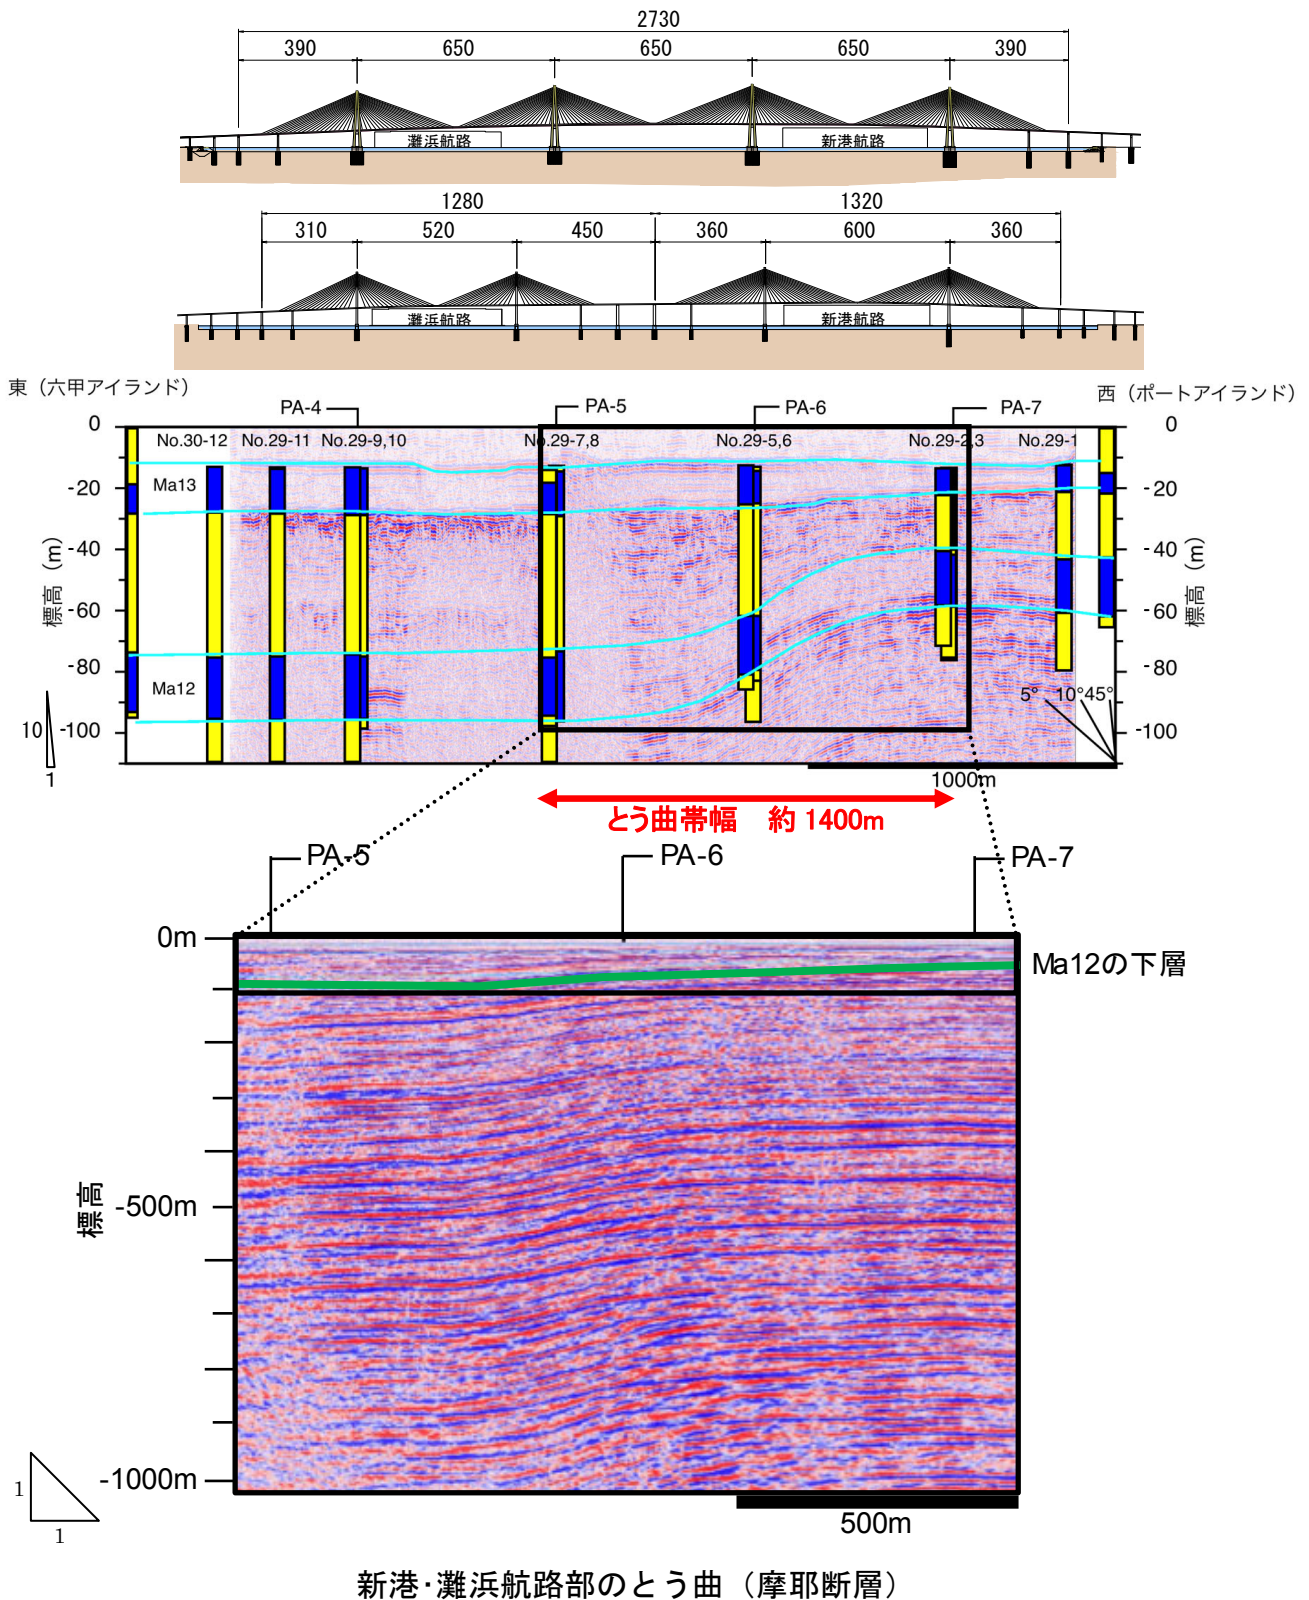 2730
390 650 650 650 390
灘浜航路 新港航路
1280 1320
310 520 450 360 600 360
灘浜航路 新港航路
東（六甲アイランド） 西（ポートアイランド）
PA-4 PA-5 PA-6 PA-7
No.30-12 No.29-11 No.29-9,10 No.29-7,8 No.29-5,6 No.29-2,3 No.29-1
0 0
Ma13
-20 -20
-40 -40
標高（m） 標高（m）
-60 -60
-80 -80
Ma12
5° 10°45°
-100 -100
10
1
1000m
とう曲帯幅 約1400m
PA-5 PA-6 PA-7
0m
Ma12の下層
標高
-500m
-1000m
1
1
500m
新港・灘浜航路部のとう曲（摩耶断層）